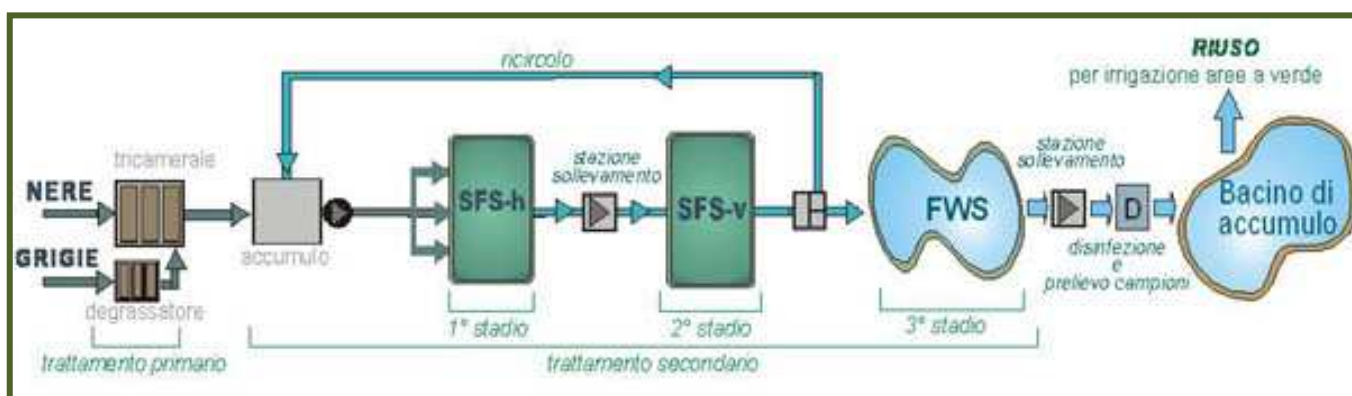 RIUSO
per irrigazione aree a verde
ricircolo
tricamerale
NERE
GRIGIE
degrassatore
accumulo
SFS-h
stazione
sollevamento
SFS-v
FWS
stazione
sollevamento
D
disinfezione
e
prelievo campioni
Bacino di
accumulo
1° stadio
2° stadio
3° stadio
trattamento primario
trattamento secondario